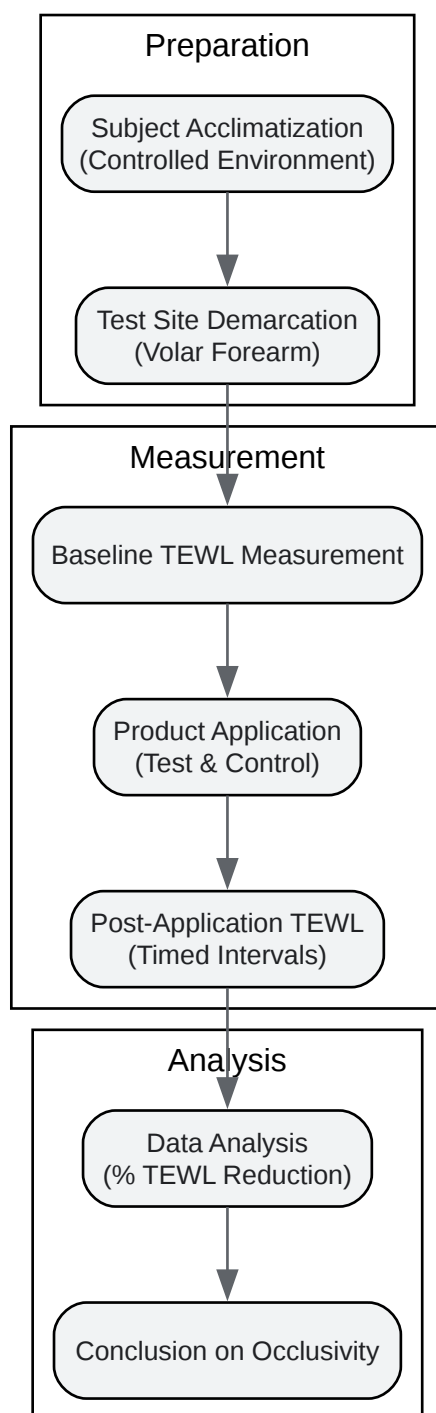 Preparation
Subject Acclimatization
(Controlled Environment)
Test Site Demarcation
(Volar Forearm)
Measurement
Baseline TEWL Measurement
Product Application
(Test & Control)
Post-Application TEWL
(Timed Intervals)
Analysis
Data Analysis
(% TEWL Reduction)
Conclusion on Occlusivity